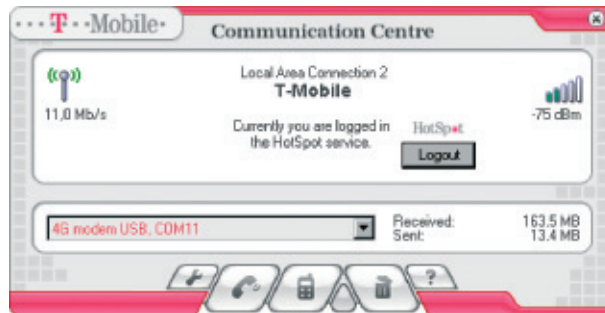 ··· T ··Mobile·
Communication Centre
Local Area Connection 2
T-Mobile
11,0 Mb/s
-75 dBm
Currently you are logged in
the HotSpot service.
HotSpot
Logout
4G modem USB, COM11
Received: 163.5 MB
Sent: 13.4 MB
?